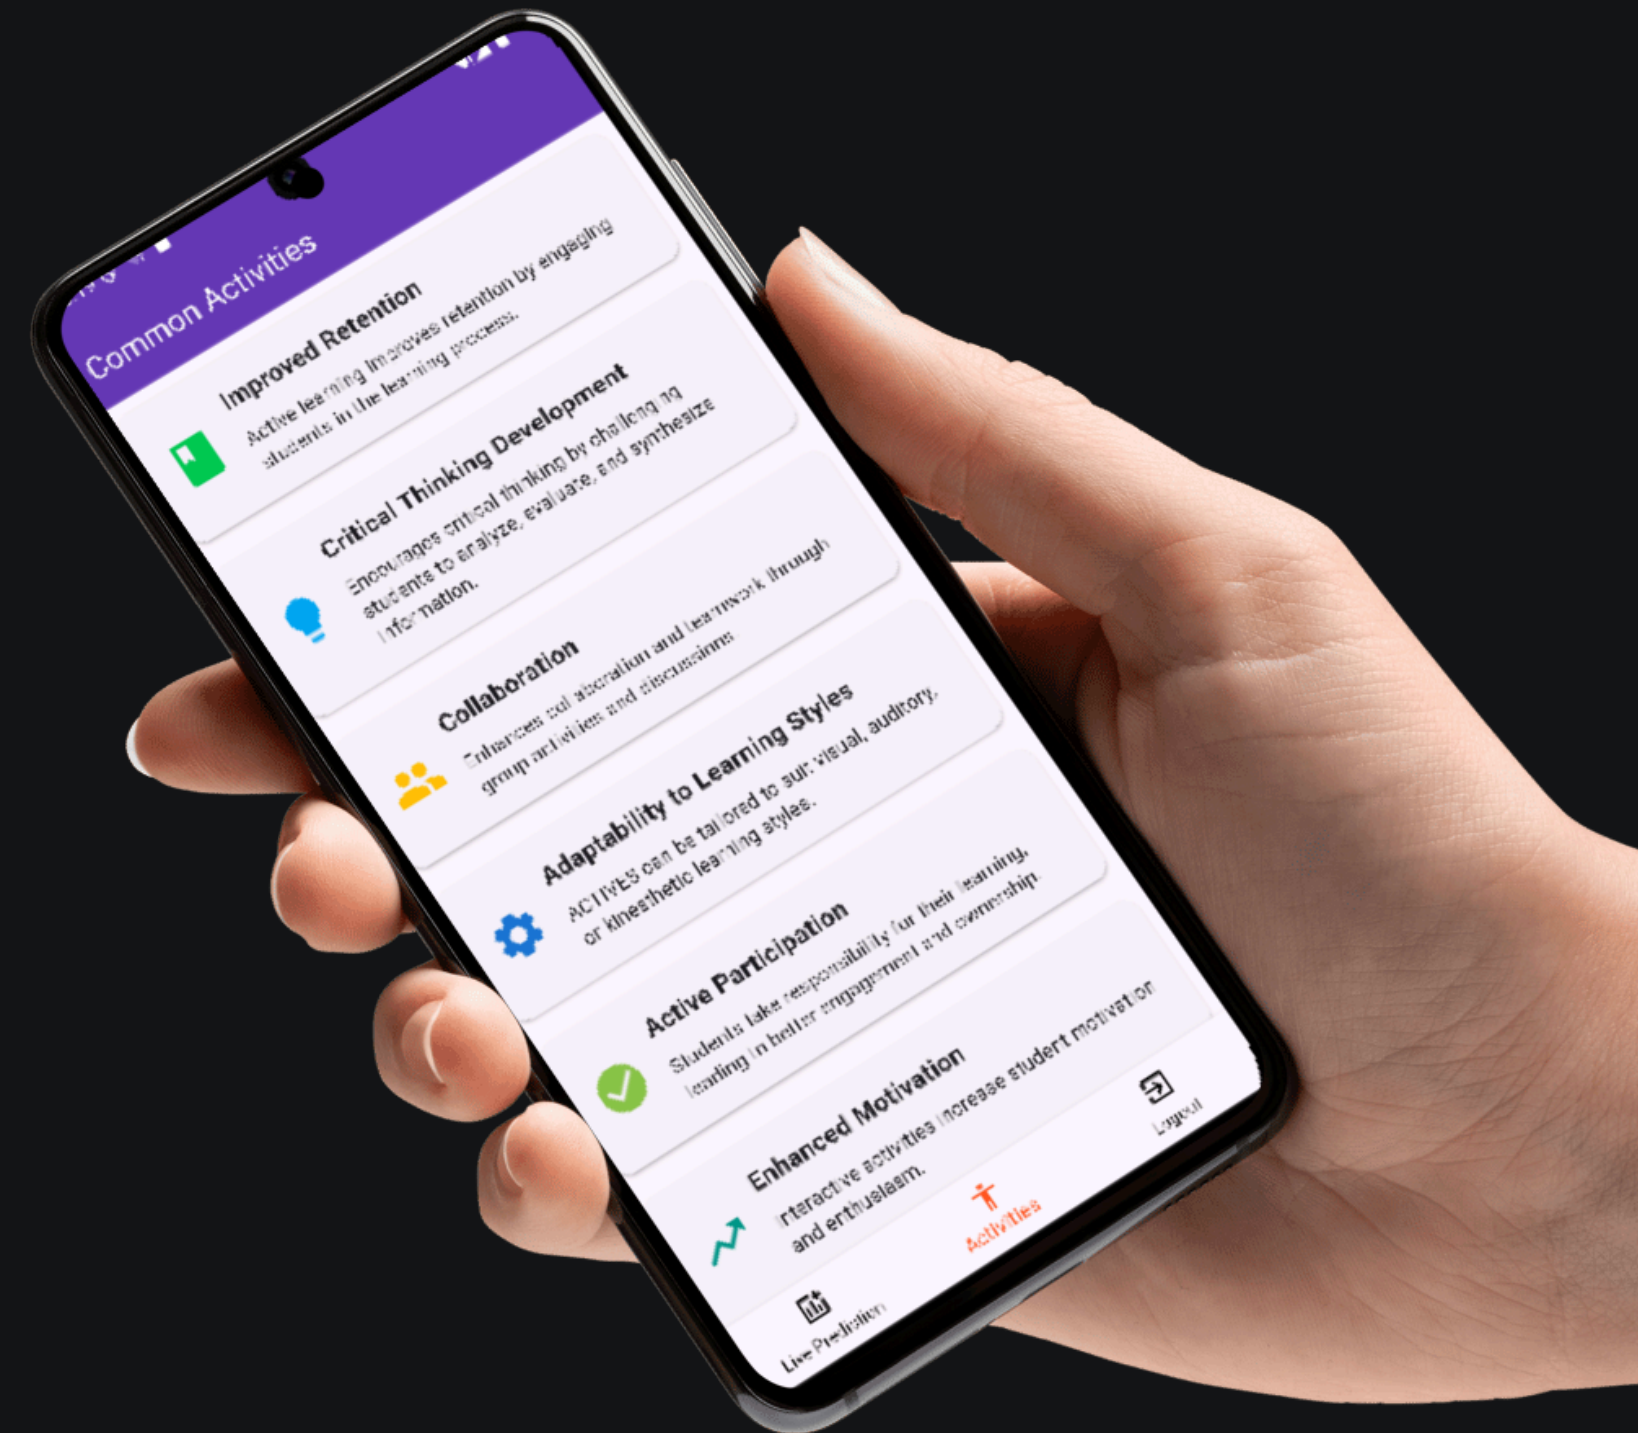 Common Activities
Improved Retention
Active learning improves retention by engaging
students in the learning process.
Critical Thinking Development
Encourages critical thinking by challenging
students to analyze, evaluate, and synthesize
information.
Collaboration
Enhances collaboration and teamwork through
group activities and discussions
Adaptability to Learning Styles
ACTIVES can be tailored to suit visual, auditory,
or kinesthetic learning styles.
Active Participation
Students take responsibility for their learning,
leading to better engagement and ownership.
Enhanced Motivation
Interactive activities increase student motivation
and enthusiasm.
Live Prediction
Activities
Logout